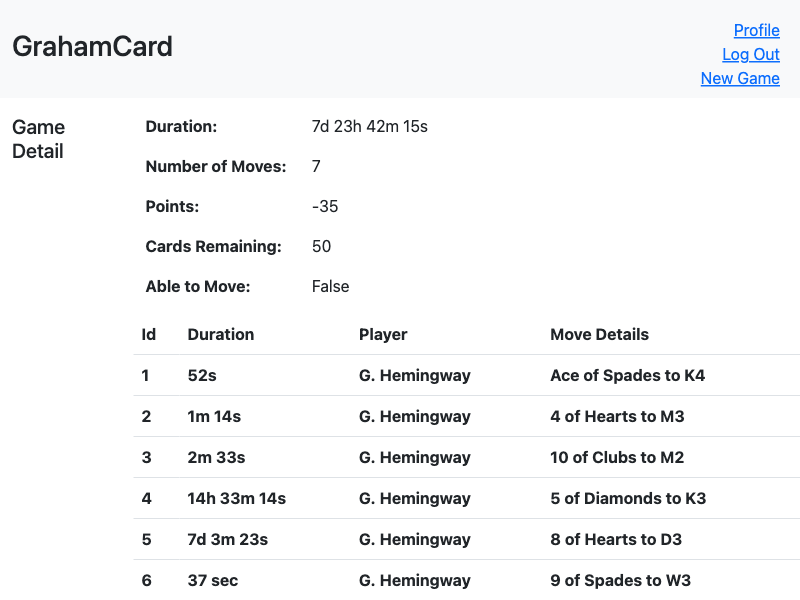 GrahamCard
Profile
Log Out
New Game
Game
Detail
Duration: 7d 23h 42m 15s
Number of Moves: 7
Points: -35
Cards Remaining: 50
Able to Move: False
Id Duration Player Move Details
1 52s G. Hemingway Ace of Spades to K4
2 1m 14s G. Hemingway 4 of Hearts to M3
3 2m 33s G. Hemingway 10 of Clubs to M2
4 14h 33m 14s G. Hemingway 5 of Diamonds to K3
5 7d 3m 23s G. Hemingway 8 of Hearts to D3
6 37 sec G. Hemingway 9 of Spades to W3